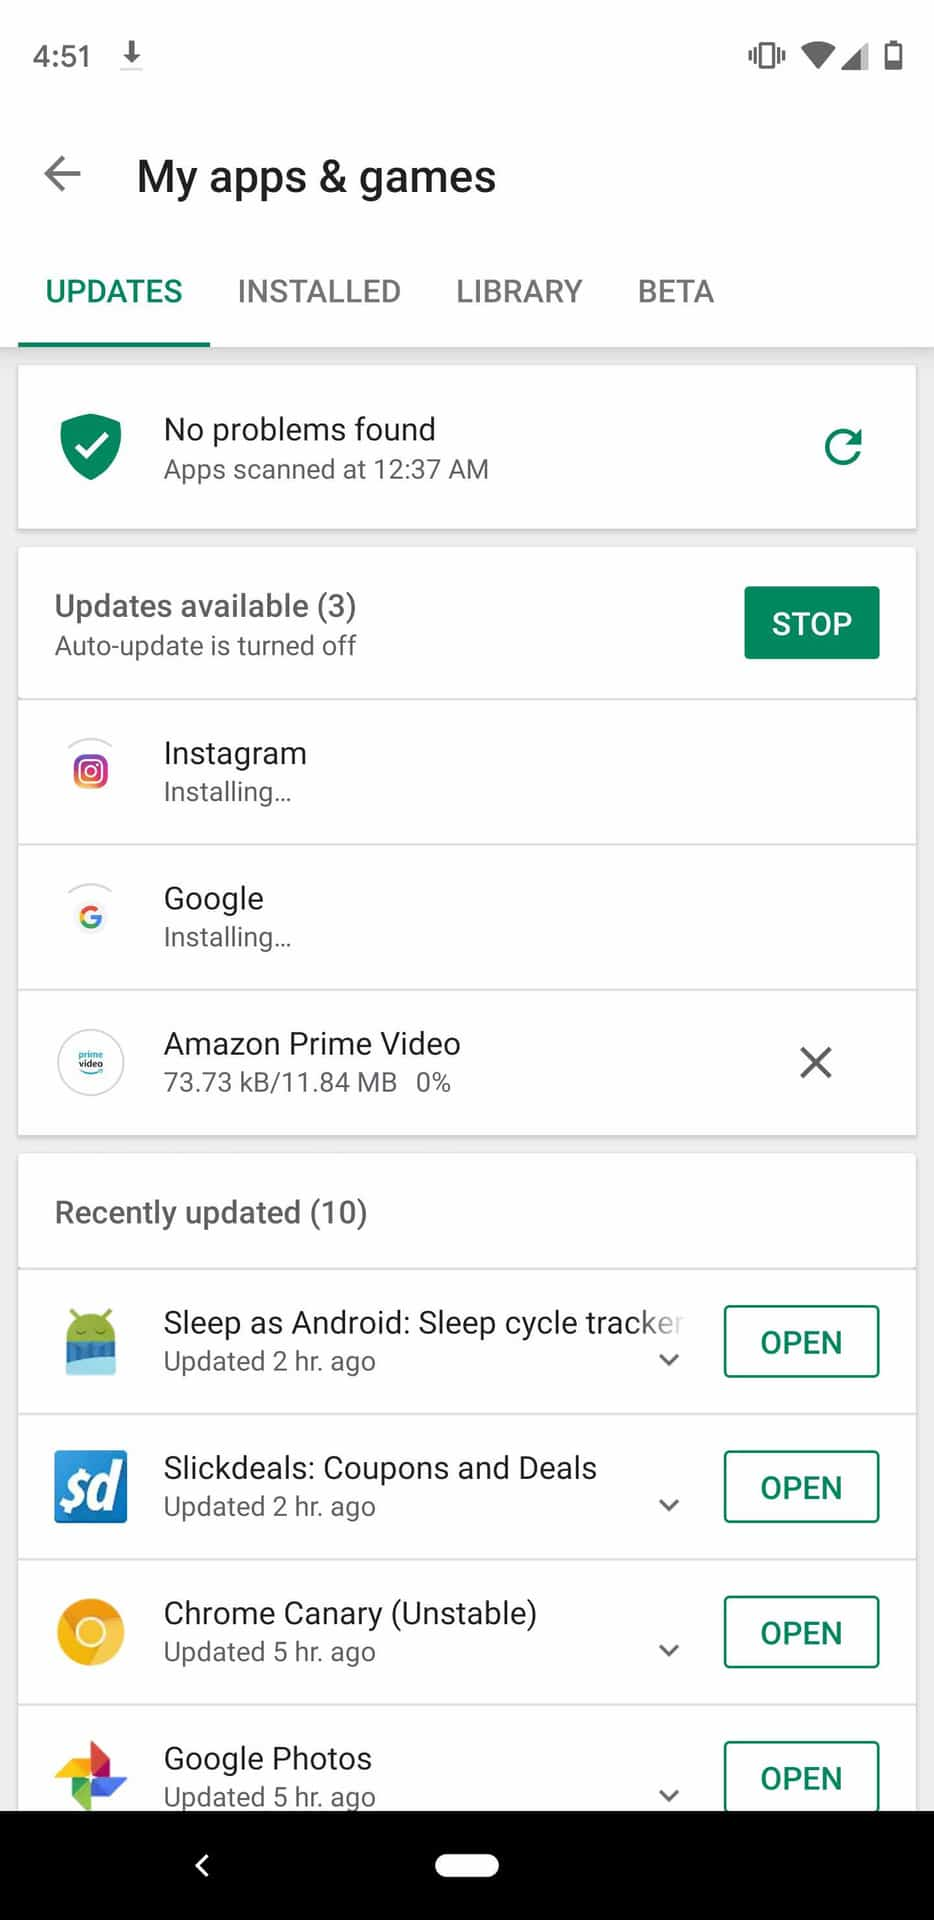 4:51
My apps & games
UPDATES INSTALLED LIBRARY BETA
No problems found
Apps scanned at 12:37 AM
Updates available (3)
Auto-update is turned off
STOP
Instagram
Installing...
Google
Installing...
prime
video
Amazon Prime Video
73.73 kB/11.84 MB 0%
Recently updated (10)
Sleep as Android: Sleep cycle tracker
Updated 2 hr. ago
OPEN
$d
Slickdeals: Coupons and Deals
Updated 2 hr. ago
OPEN
Chrome Canary (Unstable)
Updated 5 hr. ago
OPEN
Google Photos
Updated 5 hr. ago
OPEN